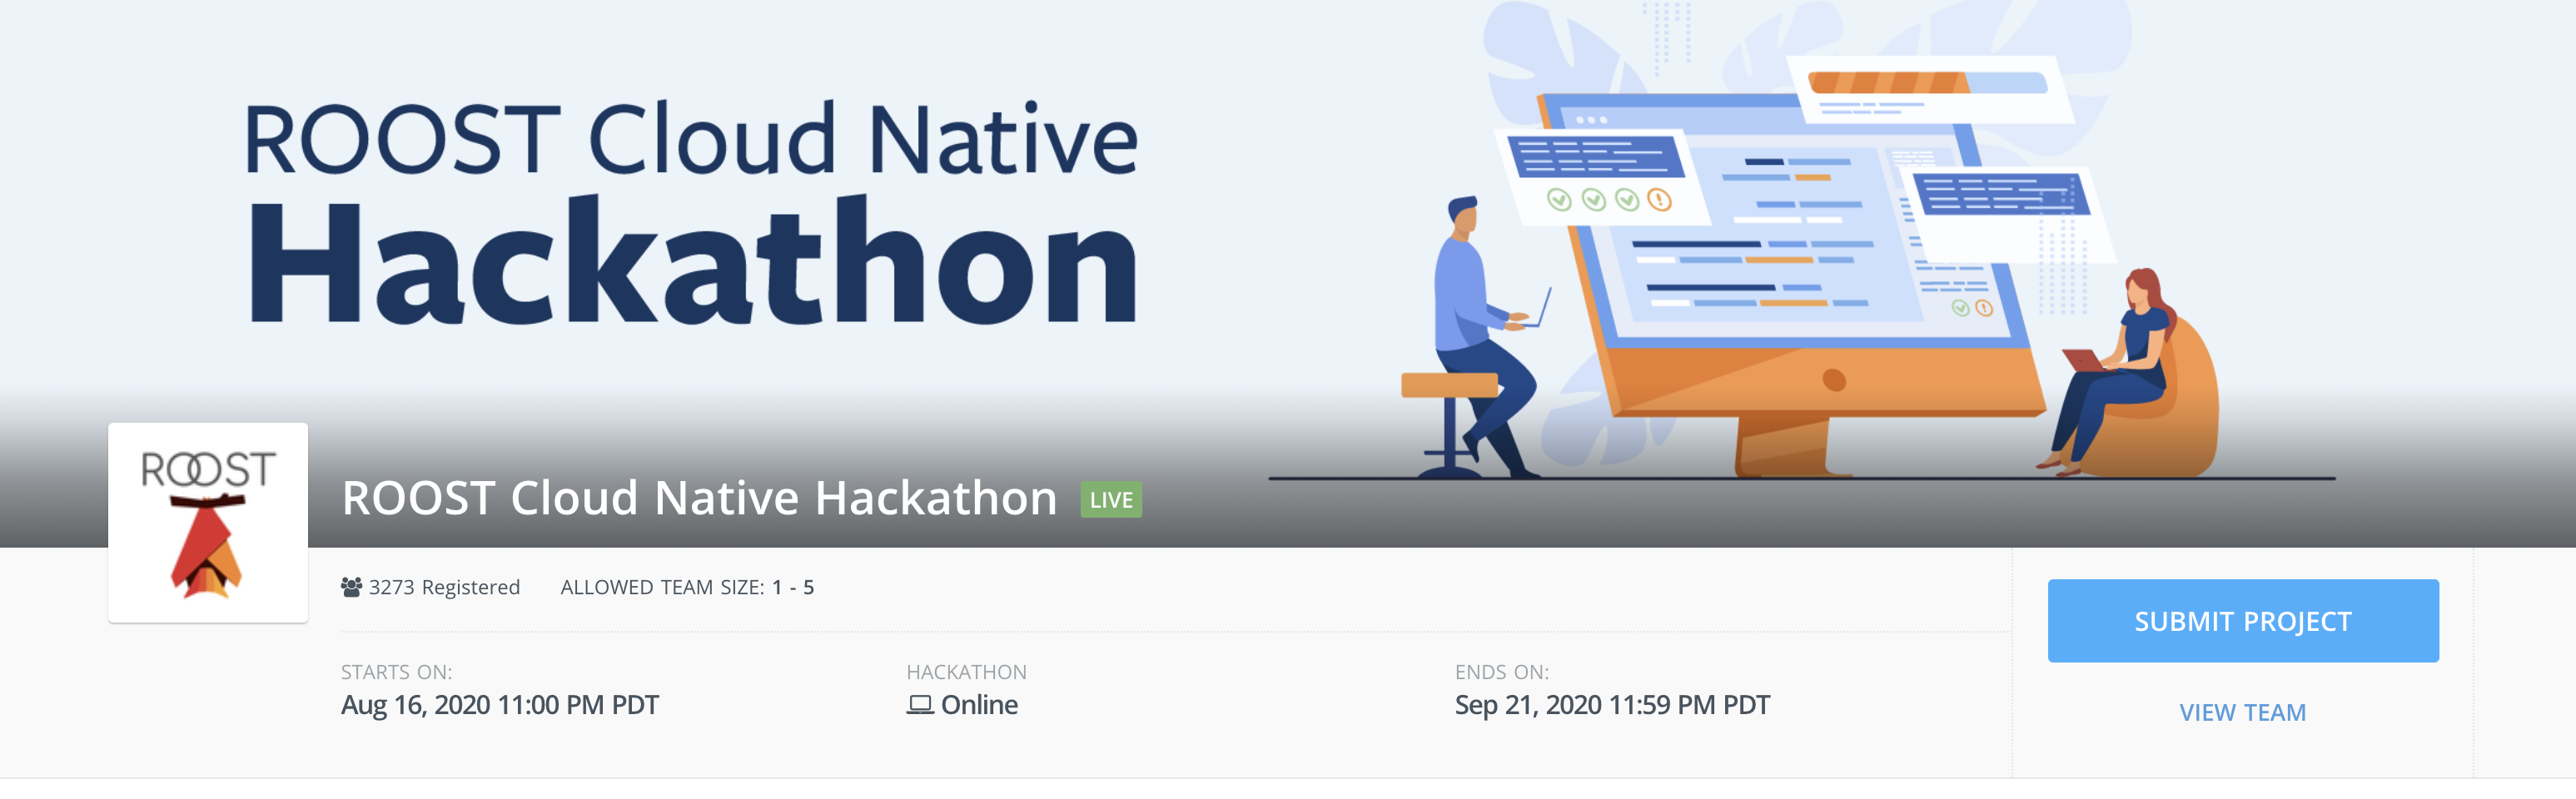 ROOST Cloud Native
Hackathon
ROOST
ROOST Cloud Native Hackathon LIVE
3273 Registered ALLOWED TEAM SIZE: 1 - 5
SUBMIT PROJECT
STARTS ON: HACKATHON ENDS ON:
Aug 16, 2020 11:00 PM PDT Online Sep 21, 2020 11:59 PM PDT
VIEW TEAM